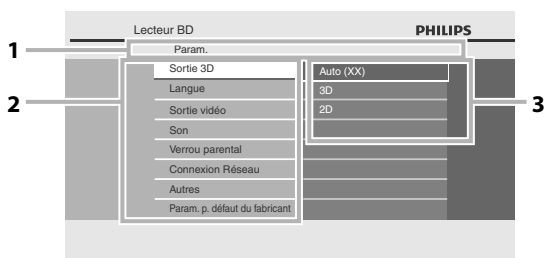 Lecteur BD PHILIPS
1 Param.
Sortie 3D Auto (XX)
2 Langue 3D 3
Sortie vidéo 2D
Son
Verrou parental
Connexion Réseau
Autres
Param. p. défaut du fabricant